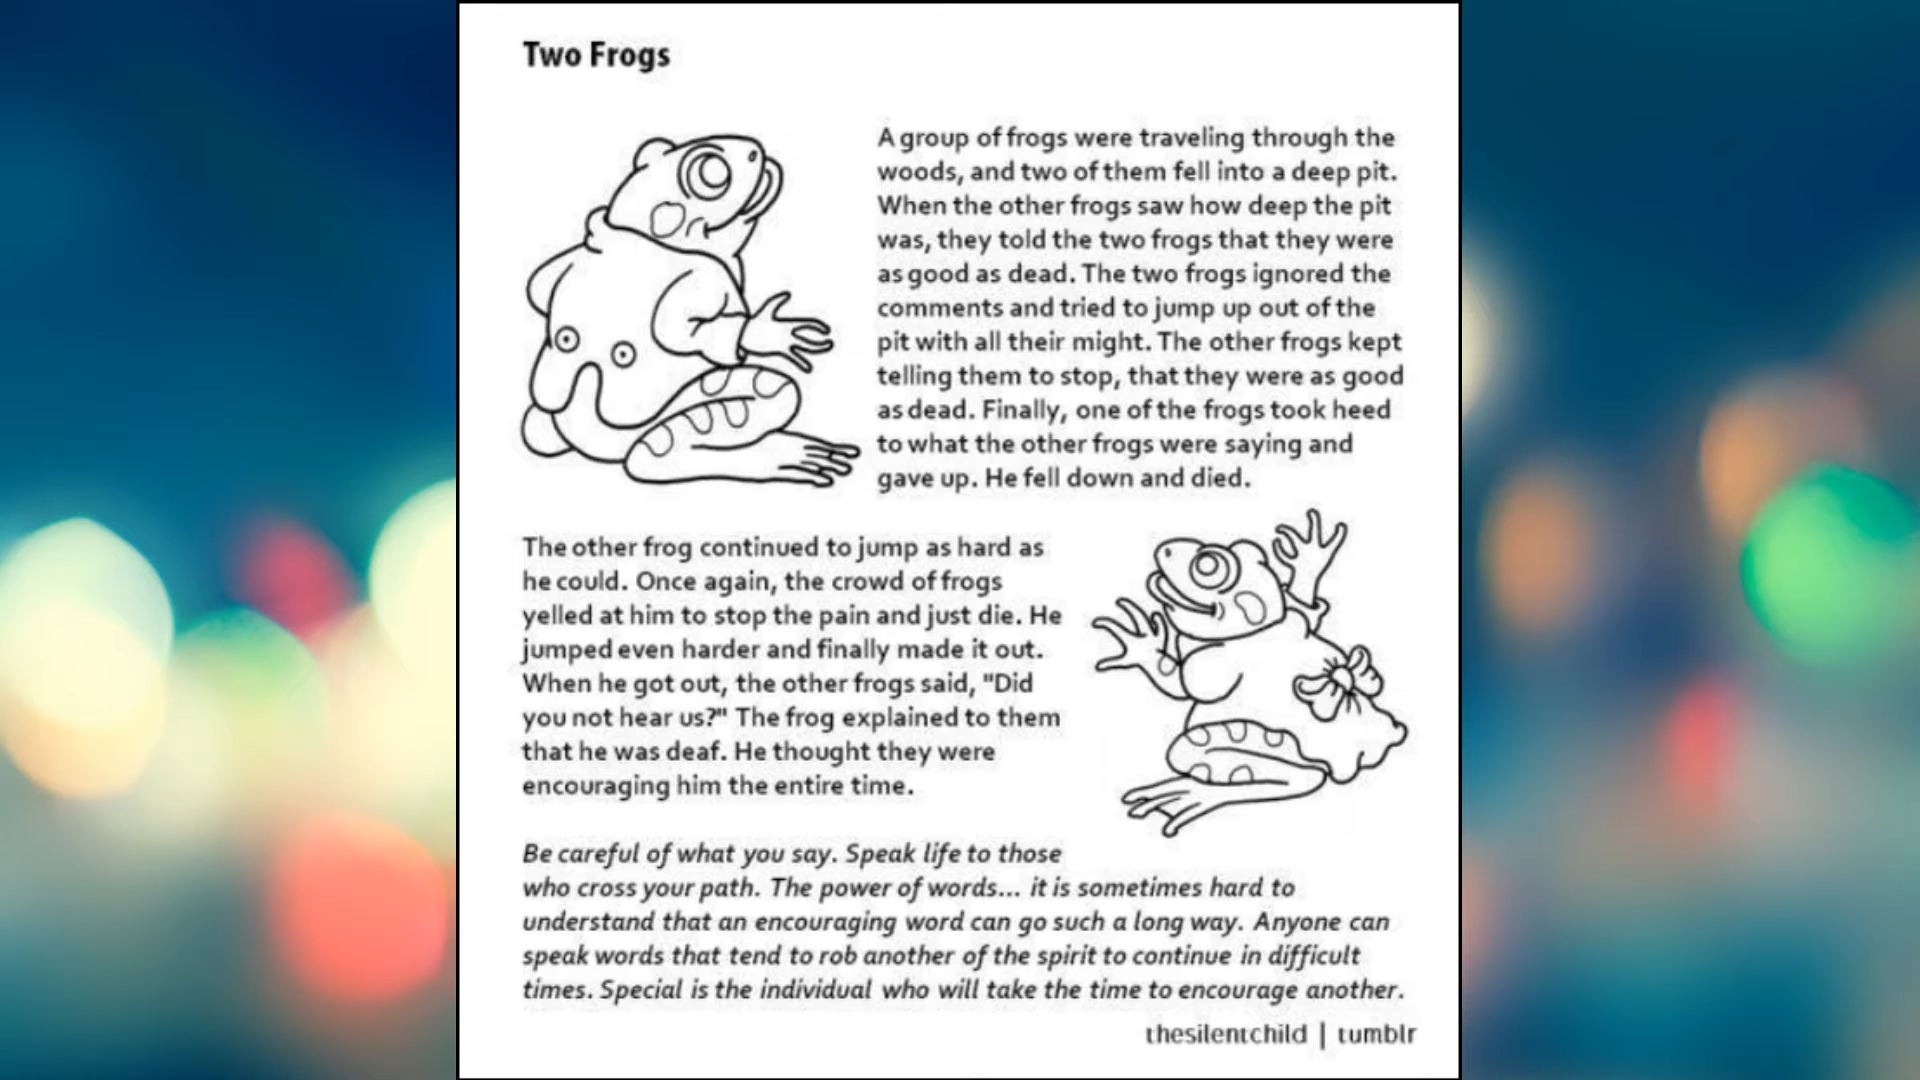 Two Frogs
A group of frogs were traveling through the
woods, and two of them fell into a deep pit.
When the other frogs saw how deep the pit
was, they told the two frogs that they were
as good as dead. The two frogs ignored the
comments and tried to jump up out of the
pit with all their might. The other frogs kept
telling them to stop, that they were as good
as dead. Finally, one of the frogs took heed
to what the other frogs were saying and
gave up. He fell down and died.
The other frog continued to jump as hard as
he could. Once again, the crowd of frogs
yelled at him to stop the pain and just die. He
jumped even harder and finally made it out.
When he got out, the other frogs said, "Did
you not hear us?" The frog explained to them
that he was deaf. He thought they were
encouraging him the entire time.
Be careful of what you say. Speak life to those
who cross your path. The power of words... it is sometimes hard to
understand that an encouraging word can go such a long way. Anyone can
speak words that tend to rob another of the spirit to continue in difficult
times. Special is the individual who will take the time to encourage another.
thesilentchild | tumblr